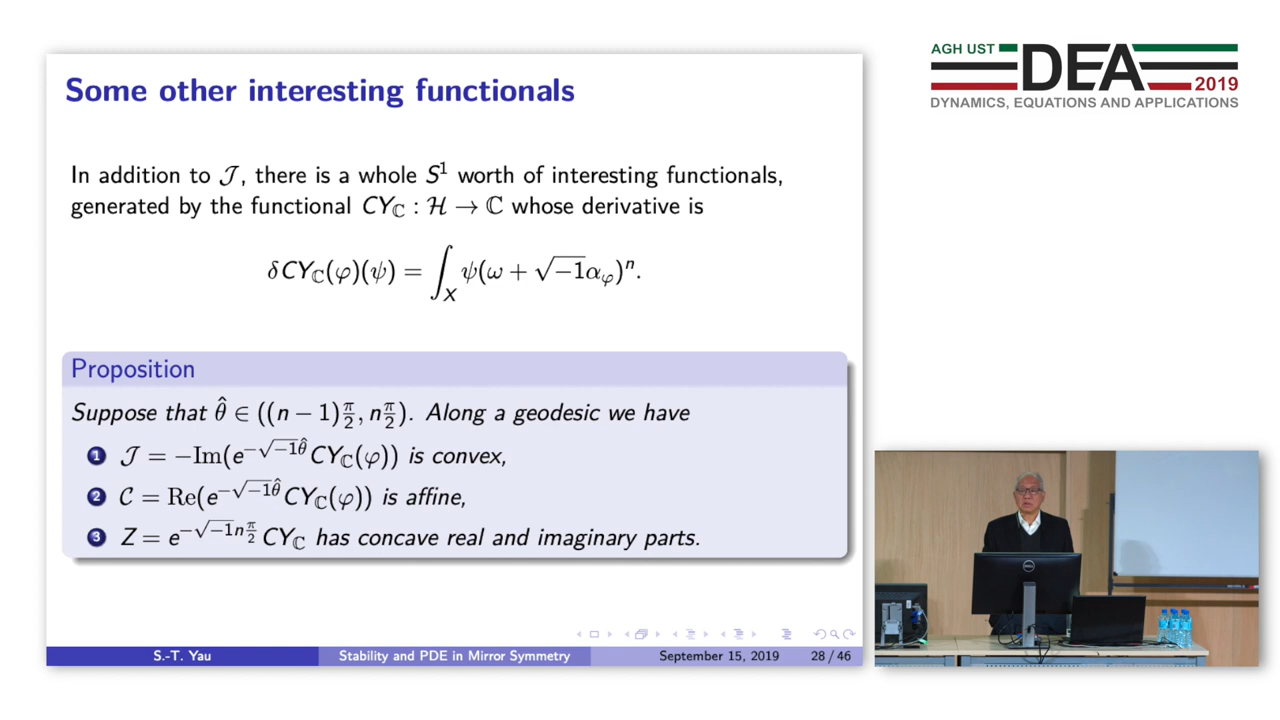 AGH UST
DEA
2019
DYNAMICS, EQUATIONS AND APPLICATIONS
Some other interesting functionals
In addition to 𝒥, there is a whole S¹ worth of interesting functionals,
generated by the functional CY_ℂ : ℋ → ℂ whose derivative is
δCY_ℂ(φ)(ψ) = ∫_X ψ(ω + √−1α_φ)ⁿ.
Proposition
Suppose that θ̂ ∈ ((n − 1)π/2, nπ/2). Along a geodesic we have
1 𝒥 = −Im(e^{−√−1θ̂}CY_ℂ(φ)) is convex,
2 𝒞 = Re(e^{−√−1θ̂}CY_ℂ(φ)) is affine,
3 Z = e^{−√−1nπ/2}CY_ℂ has concave real and imaginary parts.
S.-T. Yau
Stability and PDE in Mirror Symmetry
September 15, 2019
28 / 46
DELL